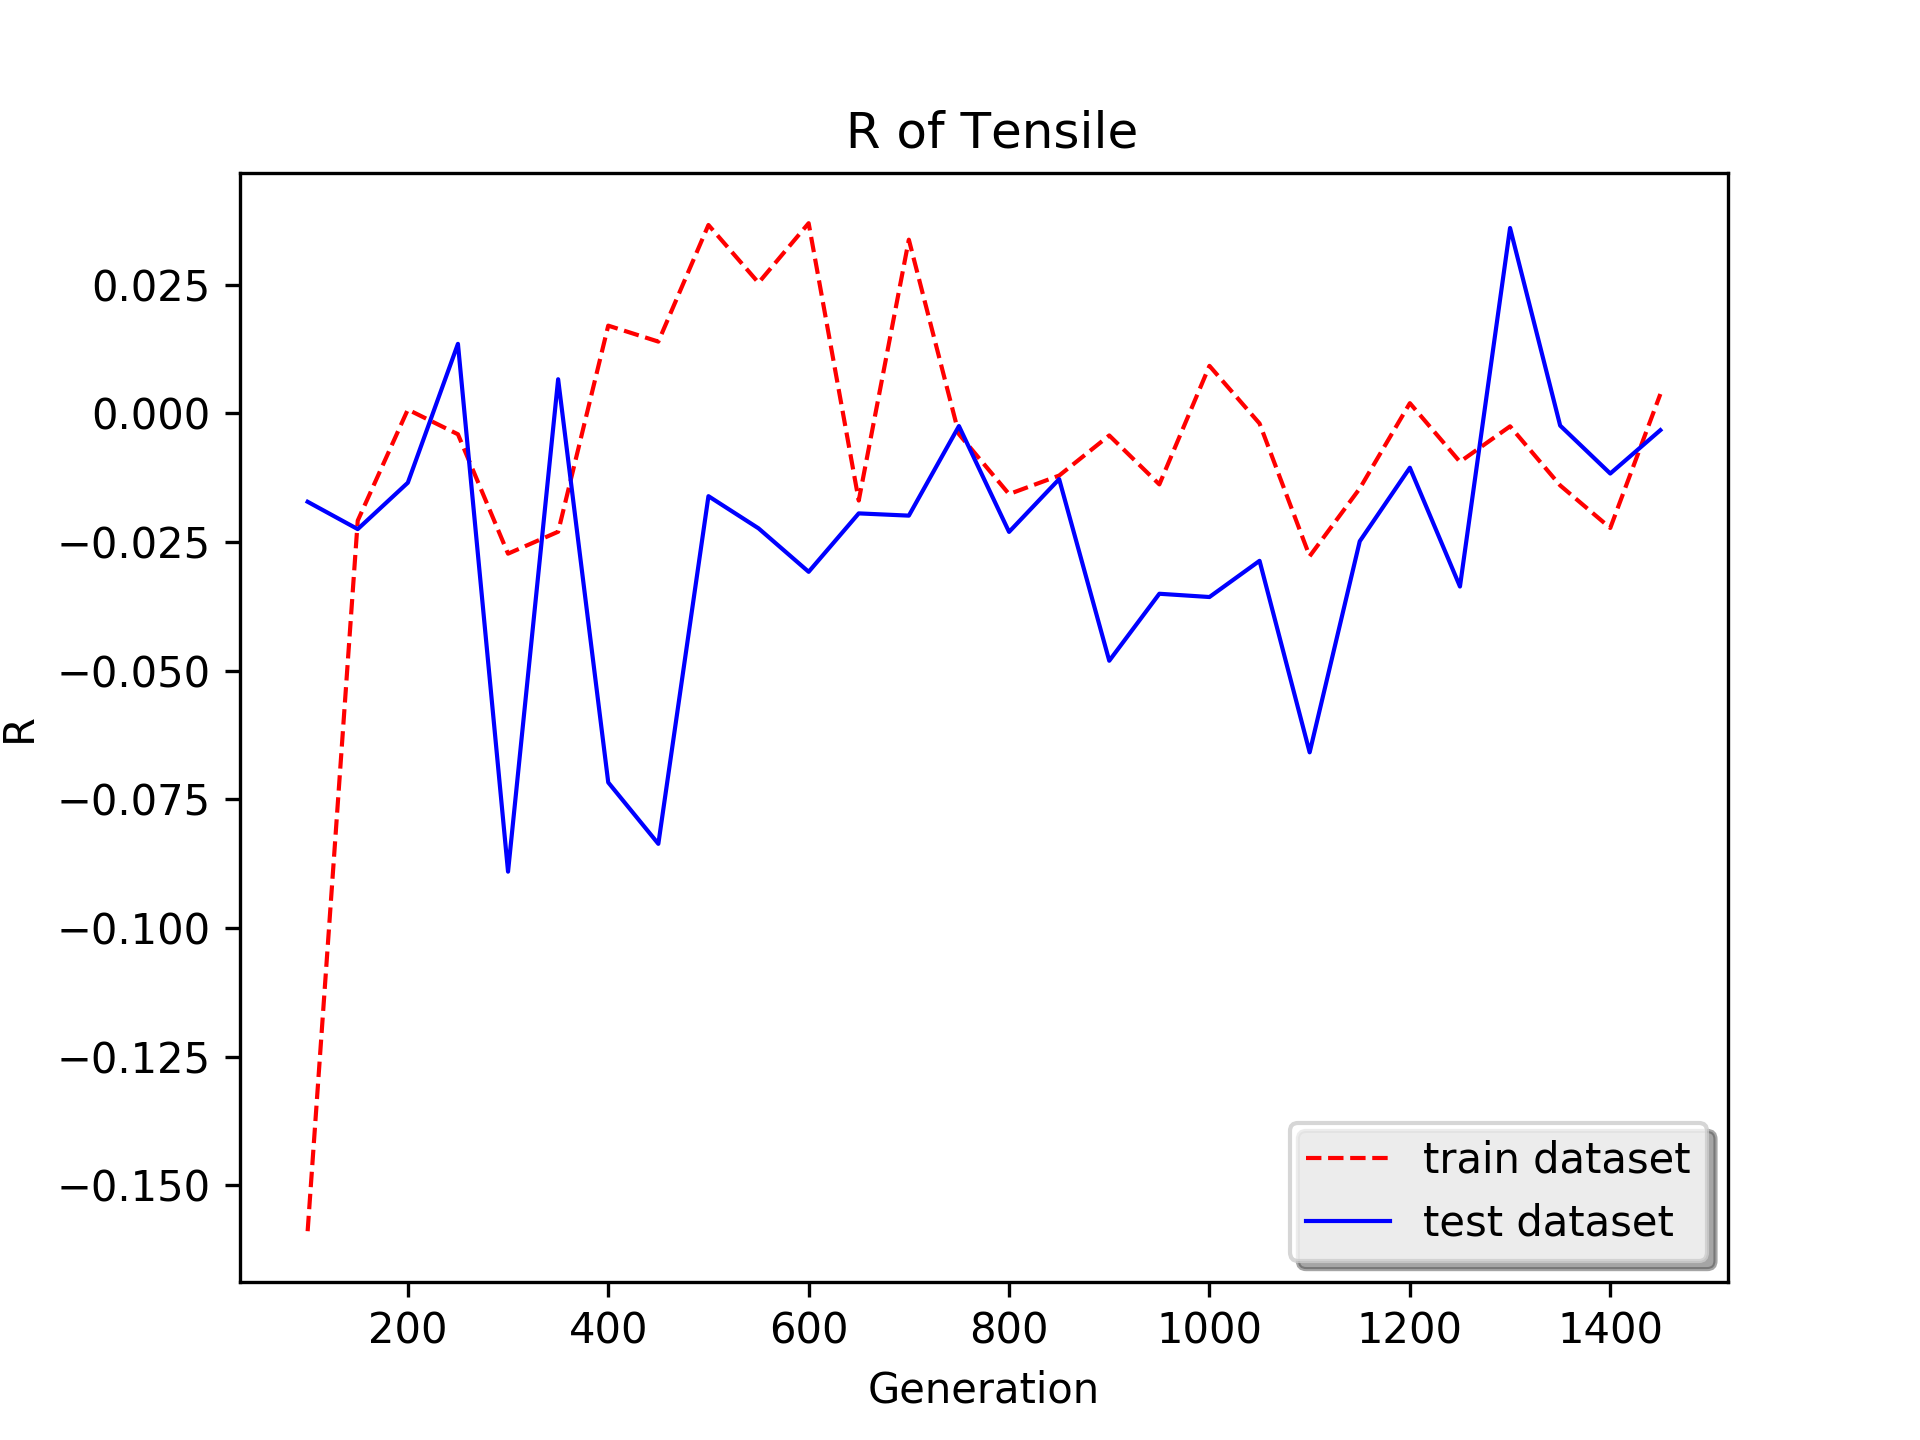 R of Tensile
0.025
0.000
−0.025
−0.050
−0.075
−0.100
−0.125
−0.150
R
200 400 600 800 1000 1200 1400
Generation
train dataset
test dataset